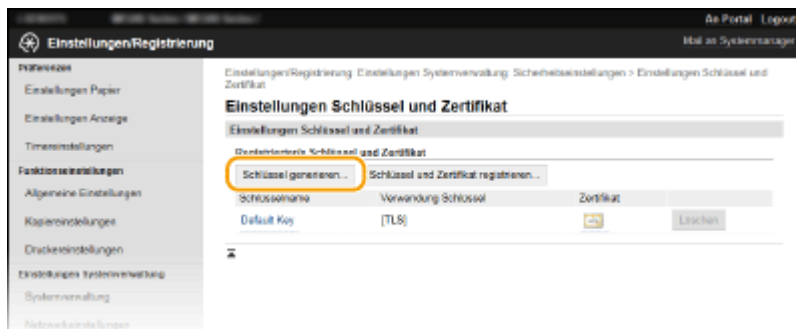 An Portal Logout
Einstellungen/Registrierung
Mail an Systemmanager
Präferenzen
Einstellungen/Registrierung: Einstellungen Systemverwaltung: Sicherheitseinstellungen > Einstellungen Schlüssel und
Zertifikat
Einstellungen Papier
Einstellungen Schlüssel und Zertifikat
Einstellungen Anzeige
Einstellungen Schlüssel und Zertifikat
Timereinstellungen
Registrierte/s Schlüssel und Zertifikat
Funktionseinstellungen
Schlüssel generieren... Schlüssel und Zertifikat registrieren...
Allgemeine Einstellungen
Schlüsselname Verwendung Schlüssel Zertifikat
Kopiereinstellungen
Default Key [TLS] Löschen
Druckereinstellungen
Einstellungen Systemverwaltung
Systemverwaltung
Netzwerkeinstellungen